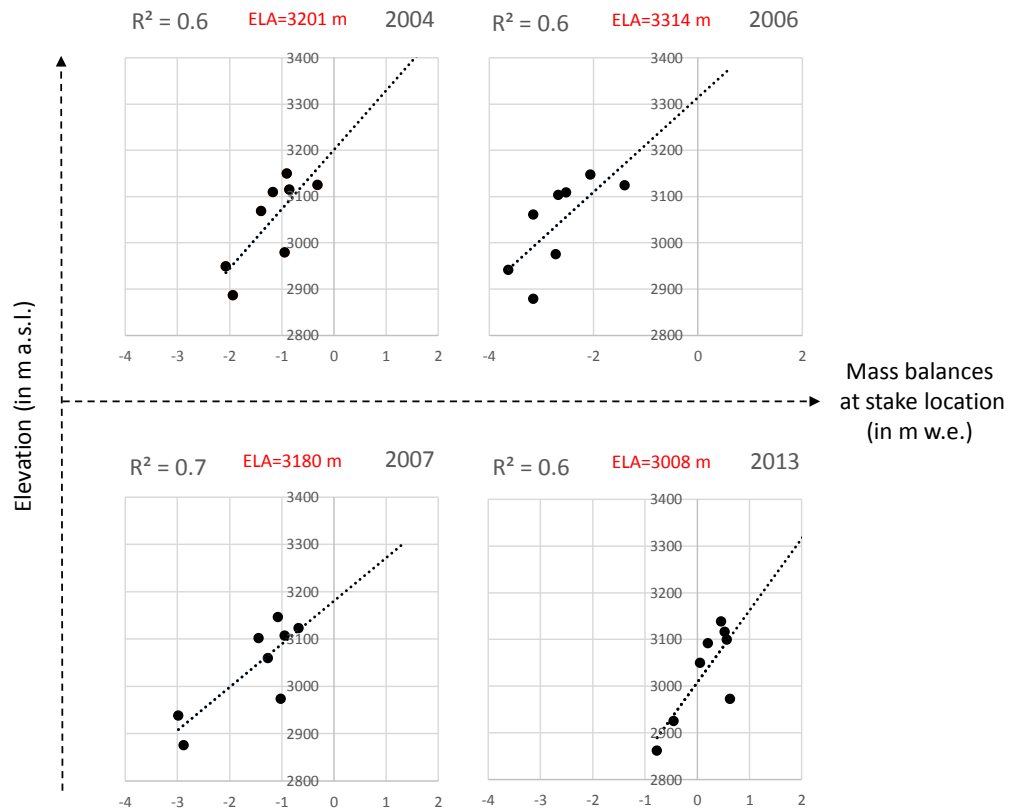 R² = 0.6 ELA=3201 m 2004
3400
3300
3200
3100
3000
2900
2800
-4 -3 -2 -1 0 1 2
R² = 0.6 ELA=3314 m 2006
3400
3300
3200
3100
3000
2900
2800
-4 -3 -2 -1 0 1 2
Elevation (in m a.s.l.)
Mass balances
at stake location
(in m w.e.)
R² = 0.7 ELA=3180 m 2007
3400
3300
3200
3100
3000
2900
2800
-4 -3 -2 -1 0 1 2
R² = 0.6 ELA=3008 m 2013
3400
3300
3200
3100
3000
2900
2800
-4 -3 -2 -1 0 1 2